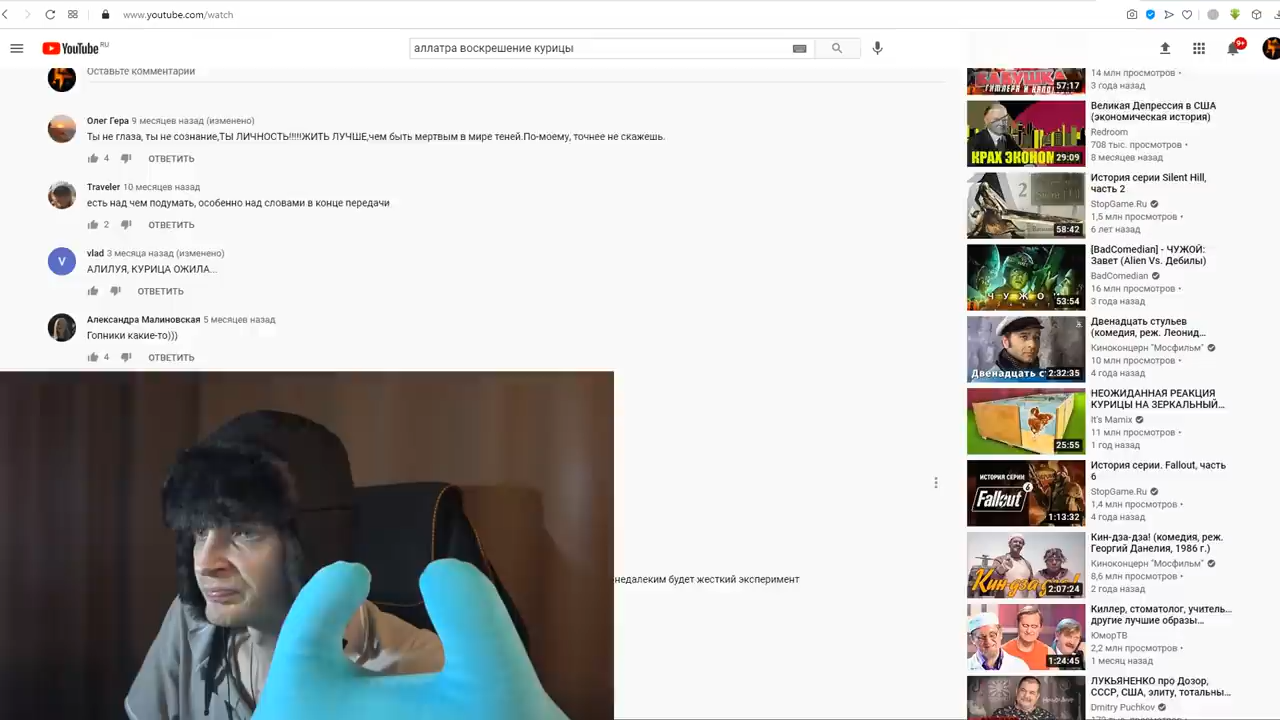 www.youtube.com/watch
YouTube RU
аллатра воскрешение курицы
9+
Оставьте комментарии
Олег Гера 9 месяцев назад (изменено)
Ты не глаза, ты не сознание,ТЫ ЛИЧНОСТЬ!!!!!ЖИТЬ ЛУЧШЕ,чем быть мертвым в мире теней.По-моему, точнее не скажешь.
4 ОТВЕТИТЬ
Traveler 10 месяцев назад
есть над чем подумать, особенно над словами в конце передачи
2 ОТВЕТИТЬ
V
vlad 3 месяца назад (изменено)
АЛИЛУЯ, КУРИЦА ОЖИЛА...
ОТВЕТИТЬ
Александра Малиновская 5 месяцев назад
Гопники какие-то)))
4 ОТВЕТИТЬ
недалеким будет жесткий эксперимент
57:17
14 млн просмотров •
3 года назад
КРАХ ЭКОНОМ
29:09
Великая Депрессия в США
(экономическая история)
Redroom
708 тыс. просмотров •
8 месяцев назад
2
58:42
История серии Silent Hill,
часть 2
StopGame.Ru
1,5 млн просмотров •
6 лет назад
ЧУЖО
53:54
[BadComedian] - ЧУЖОЙ:
Завет (Alien Vs. Дебилы)
BadComedian
16 млн просмотров •
3 года назад
Двенадцать с
2:32:35
Двенадцать стульев
(комедия, реж. Леонид...
Киноконцерн "Мосфильм"
10 млн просмотров •
4 года назад
25:55
НЕОЖИДАННАЯ РЕАКЦИЯ
КУРИЦЫ НА ЗЕРКАЛЬНЫЙ...
It's Mamix
11 млн просмотров •
1 год назад
ИСТОРИЯ СЕРИИ
6
Fallout
1:13:32
История серии. Fallout, часть
6
StopGame.Ru
1,4 млн просмотров •
4 года назад
Кин-дза-дза!
2:07:24
Кин-дза-дза! (комедия, реж.
Георгий Данелия, 1986 г.)
Киноконцерн "Мосфильм"
8,6 млн просмотров •
2 года назад
1:24:45
Киллер, стоматолог, учитель...
другие лучшие образы...
ЮморТВ
2,2 млн просмотров •
1 месяц назад
ЛУКЬЯНЕНКО про Дозор,
СССР, США, элиту, тотальны...
Dmitry Puchkov